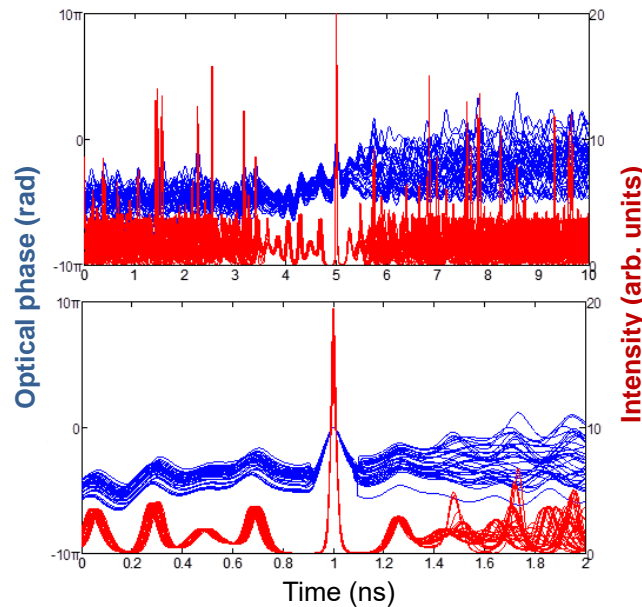 10π
20
0
10
-10π
0
0 1 2 3 4 5 6 7 8 9 10
10π
20
0
10
-10π
0
0 0.2 0.4 0.6 0.8 1 1.2 1.4 1.6 1.8 2
Optical phase (rad)
Intensity (arb. units)
Time (ns)